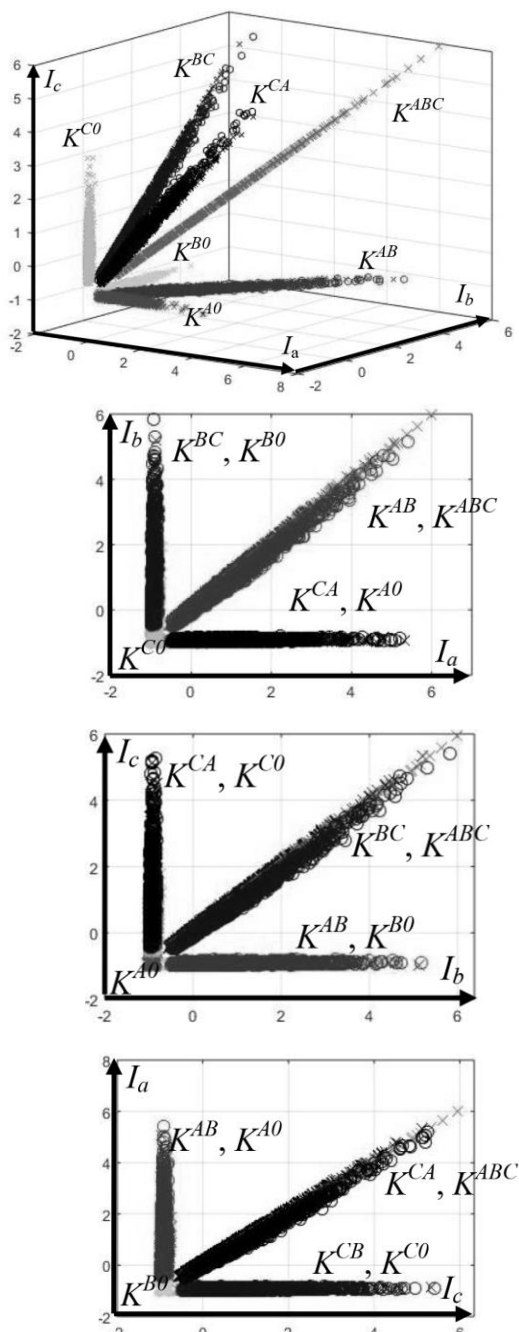 6
I_c
5
K^{BC}
K^{CA}
4
K^{ABC}
3
K^{C0}
2
1
K^{B0}
0
K^{AB}
-1
K^{A0}
I_b
6
-2
4
-2
0
2
2
4
I_a
0
6
8
-2
6
I_b
K^{BC}, K^{B0}
4
K^{AB}, K^{ABC}
2
K^{CA}, K^{A0}
0
K^{C0}
I_a
-2
-2 0 2 4 6
6
I_c
K^{CA}, K^{C0}
4
K^{BC}, K^{ABC}
2
K^{AB}, K^{B0}
0
K^{A0}
I_b
-2
-2 0 2 4 6
8
I_a
6
K^{AB}, K^{A0}
4
K^{CA}, K^{ABC}
2
K^{CB}, K^{C0}
0
K^{B0}
I_c
-2
-2 0 2 4 6